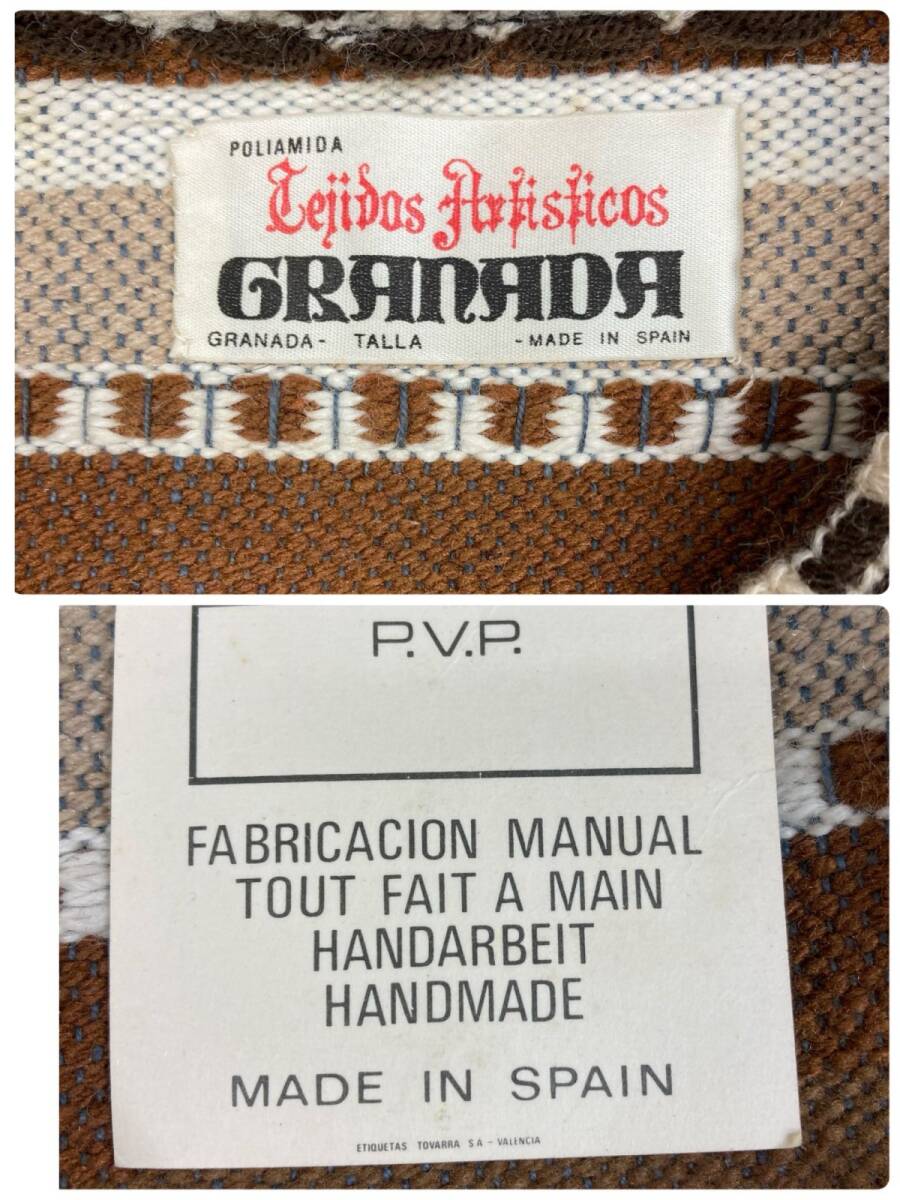 POLIAMIDA
Tejidos Artisticos
GRANADA
GRANADA - TALLA - MADE IN SPAIN
P.V.P.
FABRICACION MANUAL
TOUT FAIT A MAIN
HANDARBEIT
HANDMADE
MADE IN SPAIN
ETIQUETAS TOVARRA S A - VALENCIA